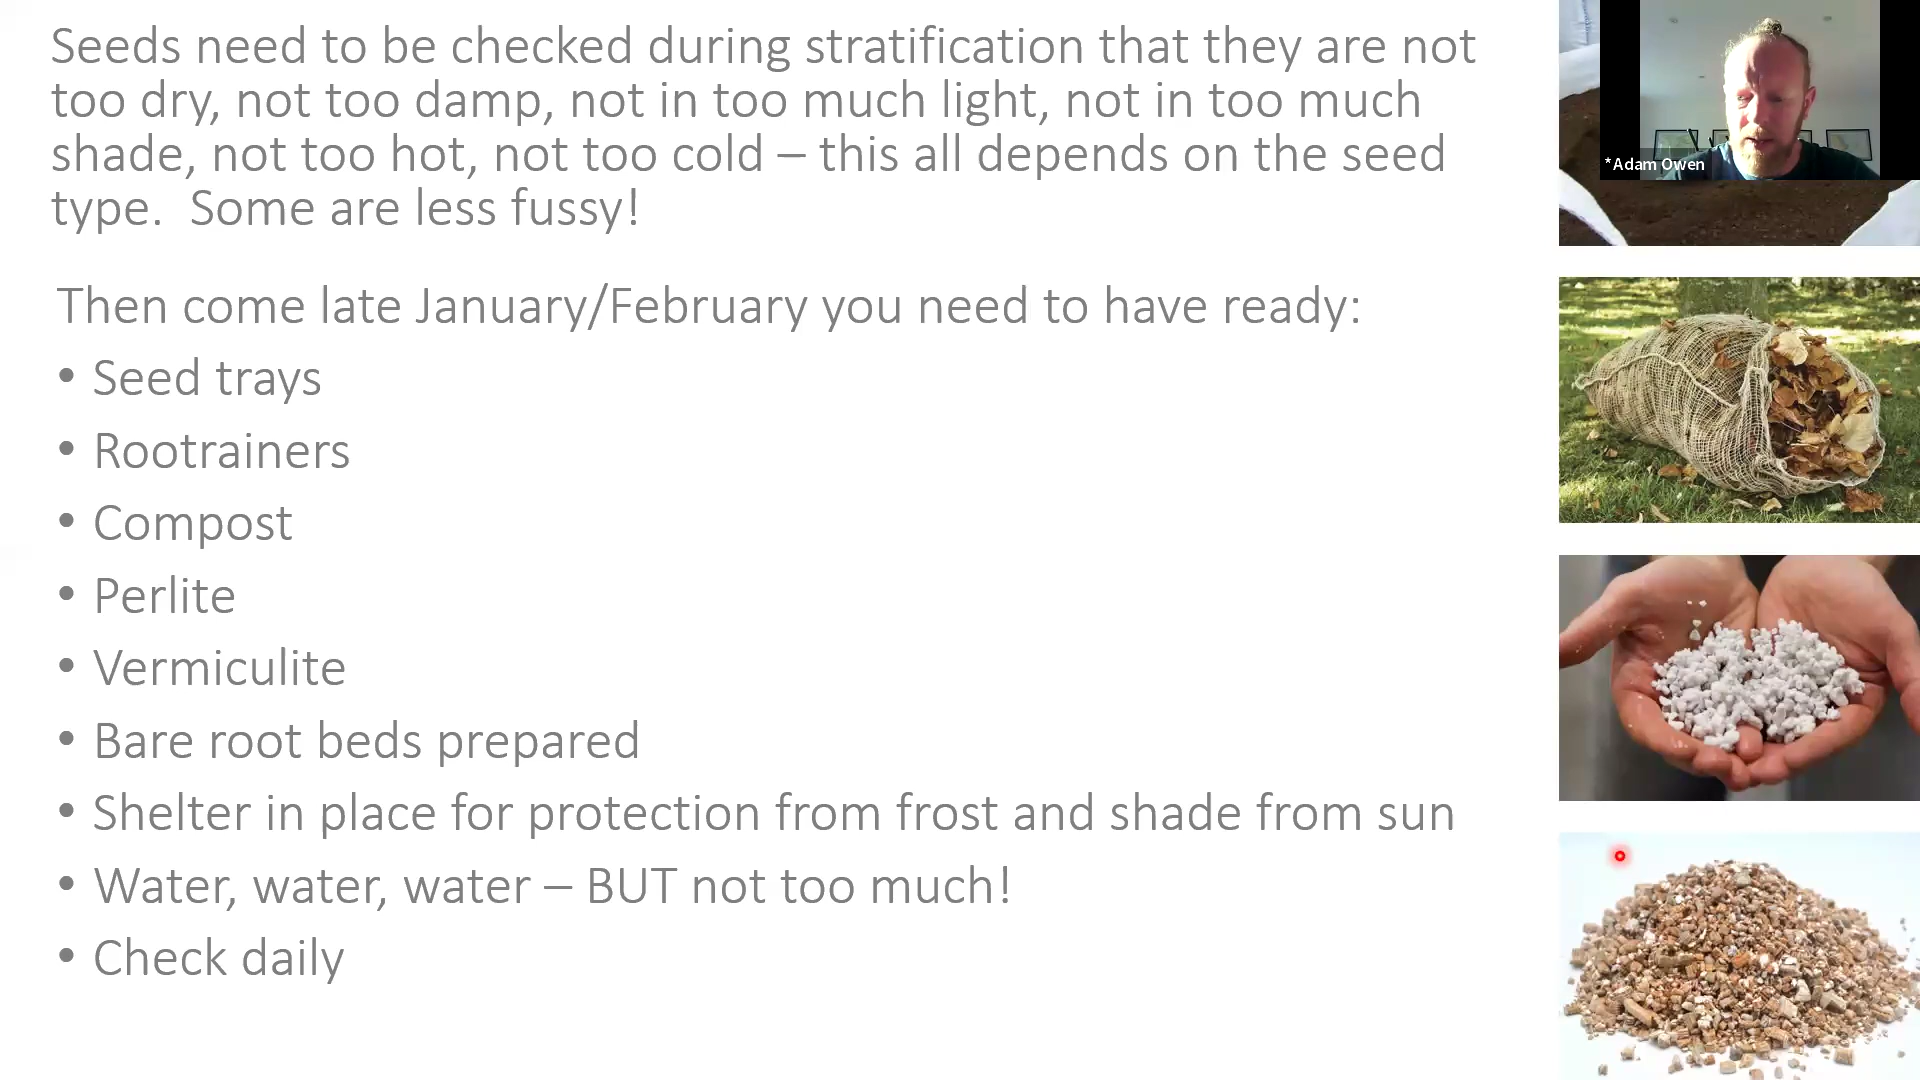 Seeds need to be checked during stratification that they are not
too dry, not too damp, not in too much light, not in too much
shade, not too hot, not too cold – this all depends on the seed
type.  Some are less fussy!
Then come late January/February you need to have ready:
• Seed trays
• Rootrainers
• Compost
• Perlite
• Vermiculite
• Bare root beds prepared
• Shelter in place for protection from frost and shade from sun
• Water, water, water – BUT not too much!
• Check daily
*Adam Owen